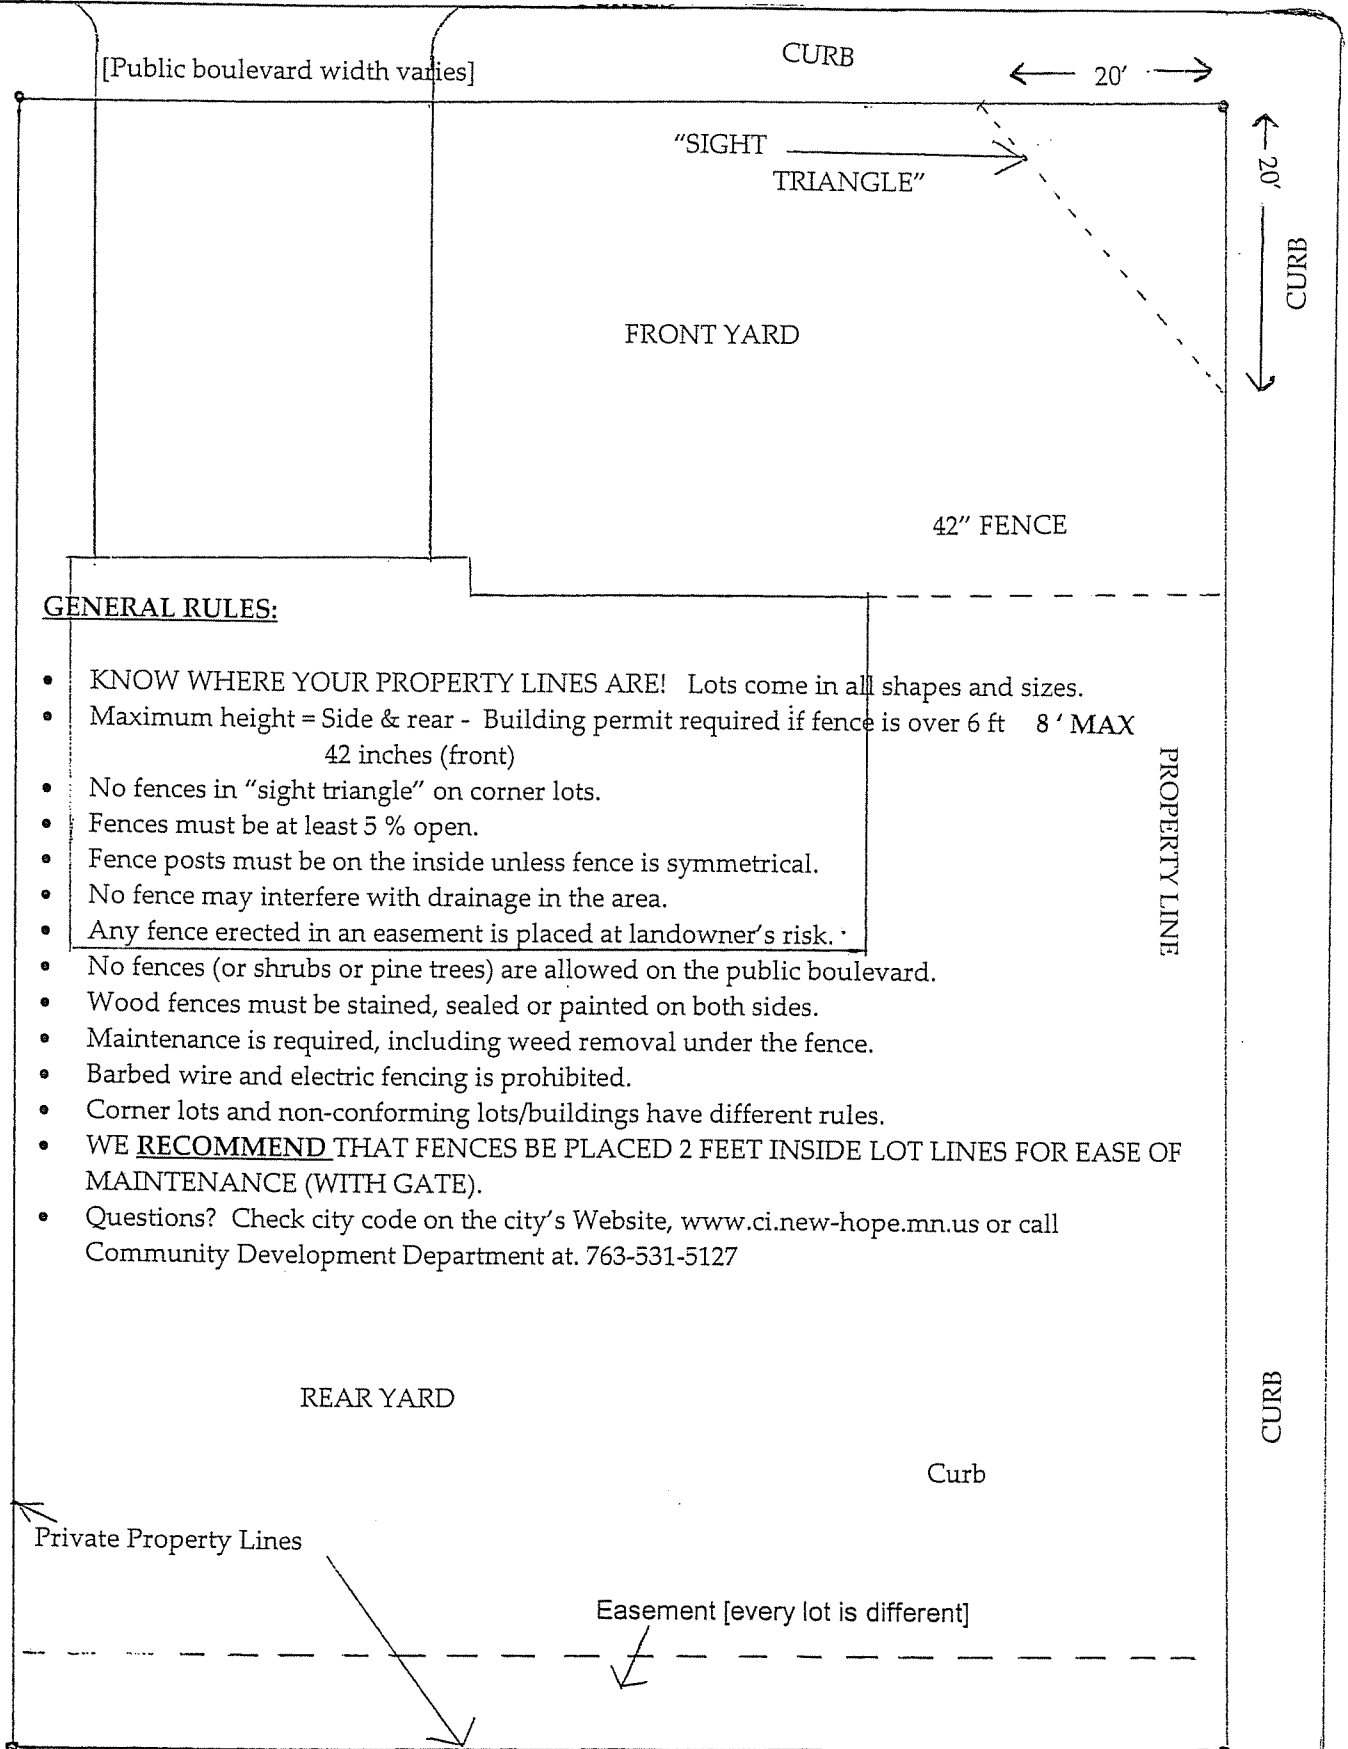 CURB
[Public boulevard width varies]
20'
"SIGHT
TRIANGLE"
20'
CURB
FRONT YARD
42" FENCE
GENERAL RULES:
• KNOW WHERE YOUR PROPERTY LINES ARE! Lots come in all shapes and sizes.
• Maximum height = Side & rear - Building permit required if fence is over 6 ft 8 ' MAX
42 inches (front)
• No fences in "sight triangle" on corner lots.
• Fences must be at least 5 % open.
• Fence posts must be on the inside unless fence is symmetrical.
• No fence may interfere with drainage in the area.
• Any fence erected in an easement is placed at landowner's risk.
• No fences (or shrubs or pine trees) are allowed on the public boulevard.
• Wood fences must be stained, sealed or painted on both sides.
• Maintenance is required, including weed removal under the fence.
• Barbed wire and electric fencing is prohibited.
• Corner lots and non-conforming lots/buildings have different rules.
• WE RECOMMEND THAT FENCES BE PLACED 2 FEET INSIDE LOT LINES FOR EASE OF
MAINTENANCE (WITH GATE).
• Questions? Check city code on the city's Website, www.ci.new-hope.mn.us or call
Community Development Department at. 763-531-5127
PROPERTY LINE
REAR YARD
CURB
Curb
Private Property Lines
Easement [every lot is different]